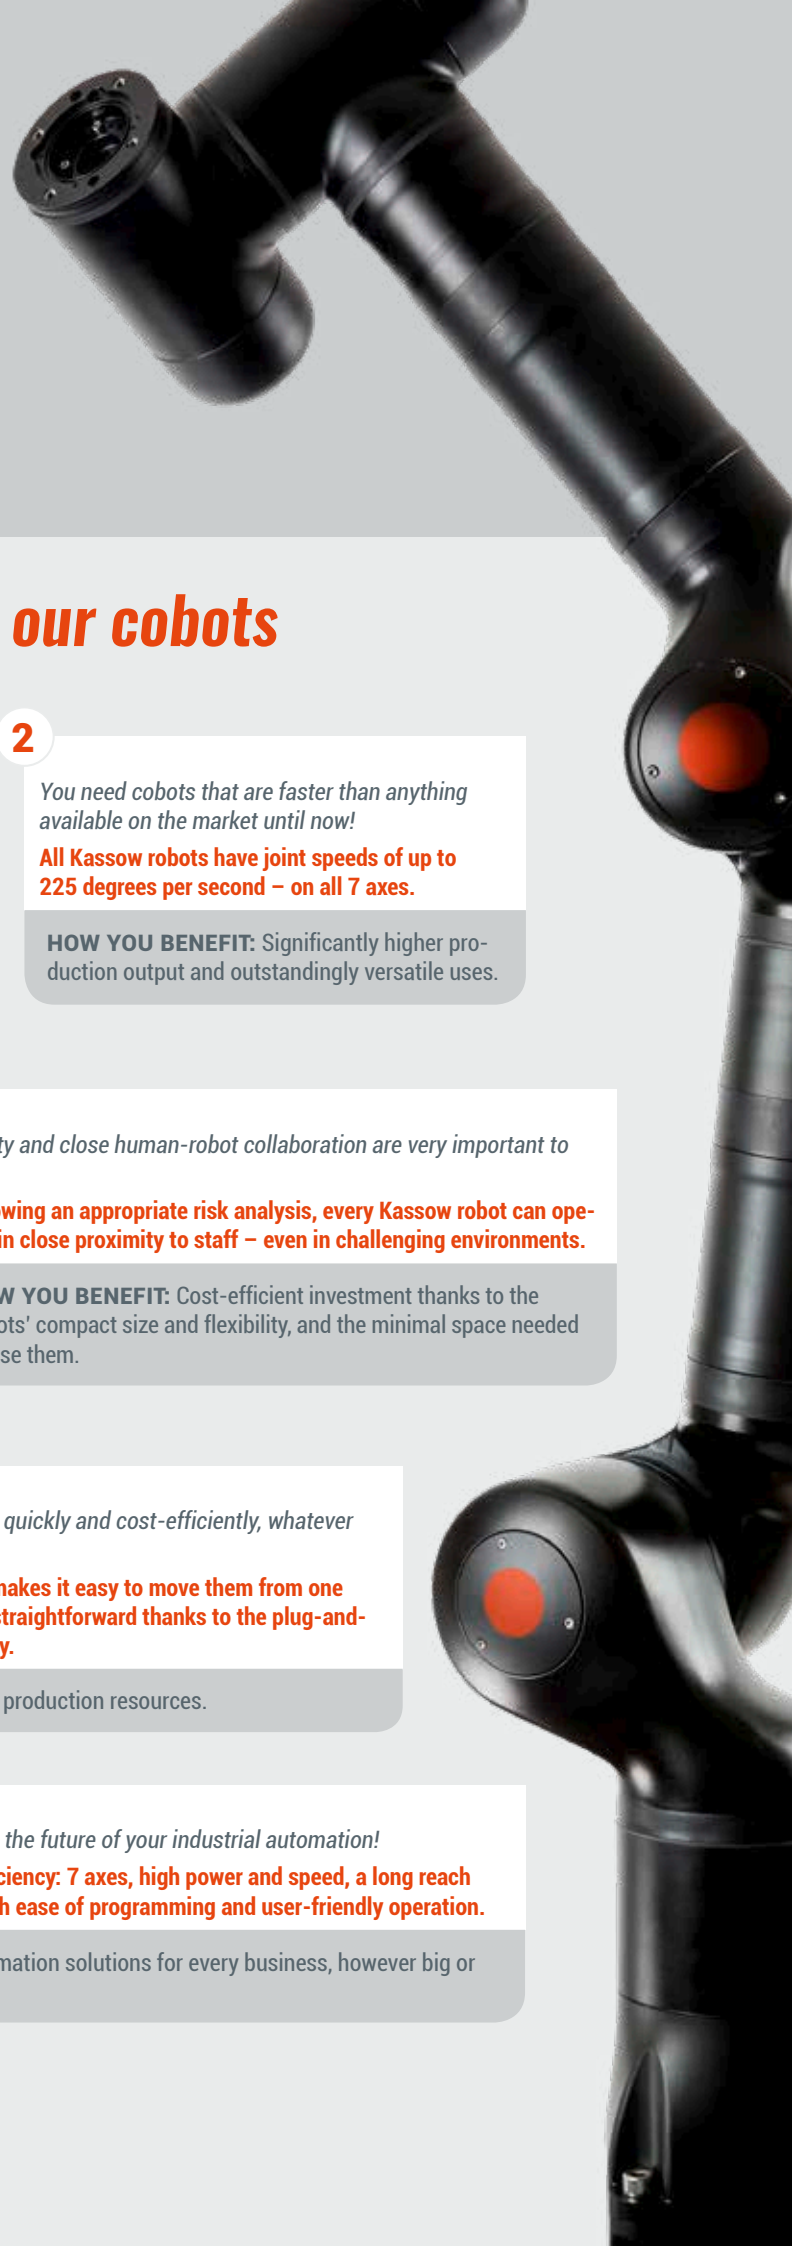 our cobots
2
You need cobots that are faster than anything
available on the market until now!
All Kassow robots have joint speeds of up to
225 degrees per second – on all 7 axes.
HOW YOU BENEFIT: Significantly higher pro-
duction output and outstandingly versatile uses.
ty and close human-robot collaboration are very important to
owing an appropriate risk analysis, every Kassow robot can ope-
in close proximity to staff – even in challenging environments.
W YOU BENEFIT: Cost-efficient investment thanks to the
ots' compact size and flexibility, and the minimal space needed
se them.
quickly and cost-efficiently, whatever
makes it easy to move them from one
straightforward thanks to the plug-and-
y.
production resources.
the future of your industrial automation!
ciency: 7 axes, high power and speed, a long reach
h ease of programming and user-friendly operation.
mation solutions for every business, however big or